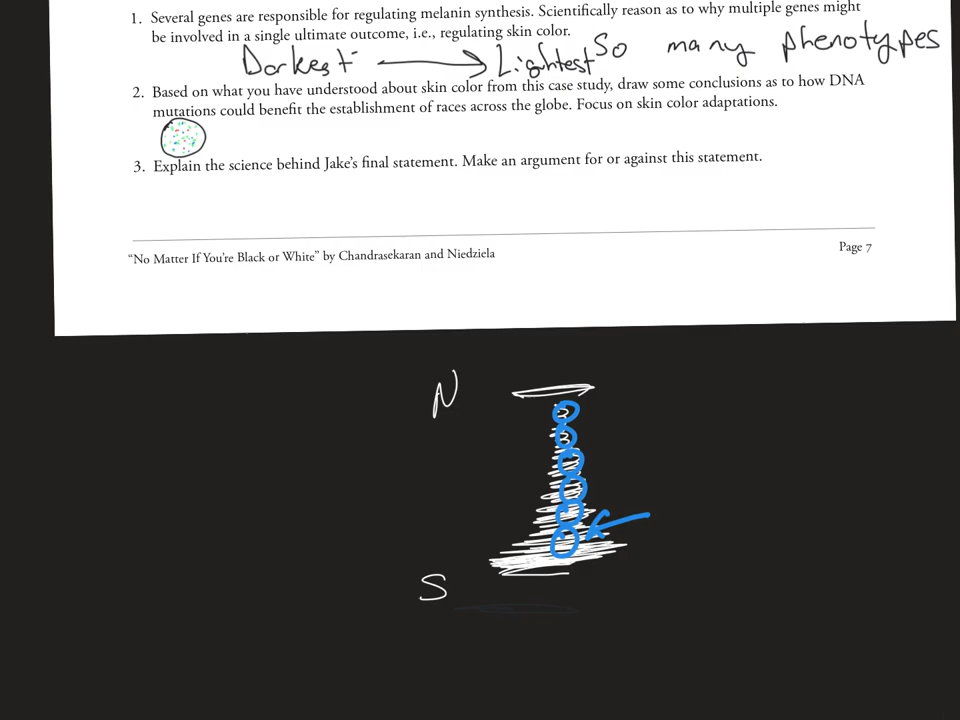 1. Several genes are responsible for regulating melanin synthesis. Scientifically reason as to why multiple genes might
be involved in a single ultimate outcome, i.e., regulating skin color.
Darkest → Lightest So many phenotypes
2. Based on what you have understood about skin color from this case study, draw some conclusions as to how DNA
mutations could benefit the establishment of races across the globe. Focus on skin color adaptations.
3. Explain the science behind Jake's final statement. Make an argument for or against this statement.
"No Matter If You're Black or White" by Chandrasekaran and Niedziela
Page 7
N
S